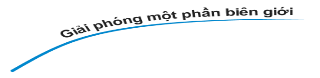 Giải phóng một phần biên giới